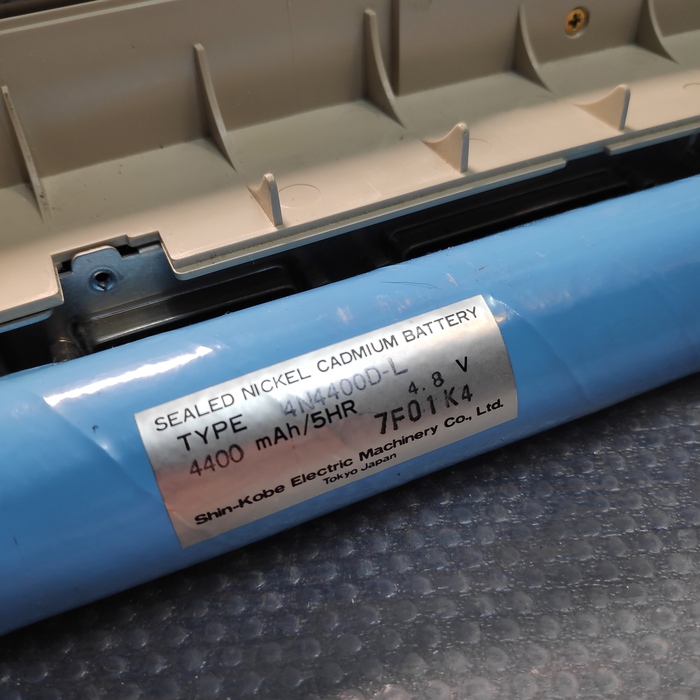 SEALED NICKEL CADMIUM BATTERY
TYPE 4N4400D-L
4400 mAh/5HR 4.8 V
7F01K4
Shin-Kobe Electric Machinery Co., Ltd.
Tokyo Japan